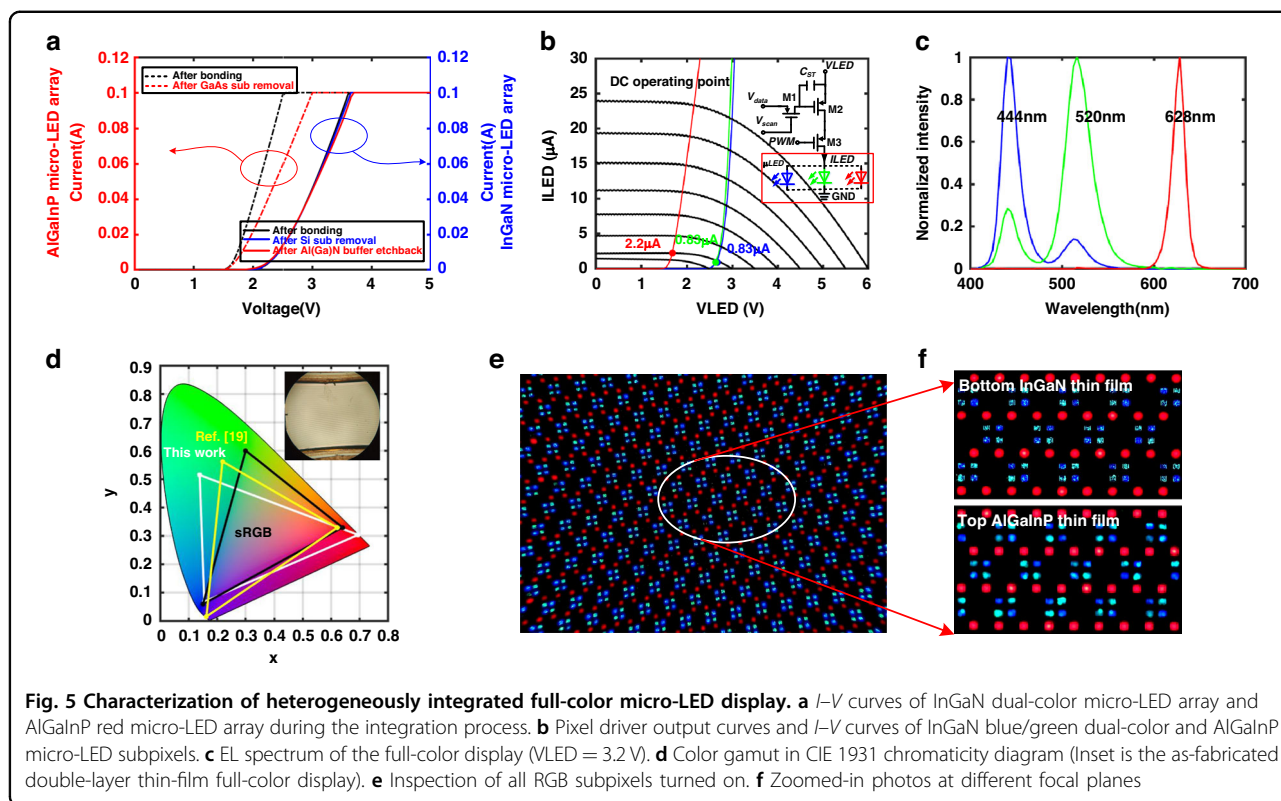 a
AlGaInP micro-LED array
Current(A)
0.12
0.1
0.08
0.06
0.04
0.02
0
After bonding
After GaAs sub removal
After bonding
After Si sub removal
After Al(Ga)N buffer etchback
0 1 2 3 4 5
Voltage(V)
0.12
0.1
0.08
0.06
0.04
0.02
0
Current(A)
InGaN micro-LED array
b
ILED (μA)
30
25
20
15
10
5
0
DC operating point
VLED
CST
Vdata
M1
M2
Vscan
PWM
M3
ILED
μLED
GND
2.2μA
0.83μA
0.83μA
0 1 2 3 4 5 6
VLED (V)
c
Normalized intensity
1
0.8
0.6
0.4
0.2
0
444nm 520nm 628nm
400 500 600 700
Wavelength(nm)
d
y
0.9
0.8
0.7
0.6
0.5
0.4
0.3
0.2
0.1
0
Ref. [19]
This work
sRGB
0 0.1 0.2 0.3 0.4 0.5 0.6 0.7 0.8
x
e
f
Bottom InGaN thin film
Top AlGaInP thin film
Fig. 5 Characterization of heterogeneously integrated full-color micro-LED display. a I–V curves of InGaN dual-color micro-LED array and
AlGaInP red micro-LED array during the integration process. b Pixel driver output curves and I–V curves of InGaN blue/green dual-color and AlGaInP
micro-LED subpixels. c EL spectrum of the full-color display (VLED = 3.2 V). d Color gamut in CIE 1931 chromaticity diagram (Inset is the as-fabricated
double-layer thin-film full-color display). e Inspection of all RGB subpixels turned on. f Zoomed-in photos at different focal planes